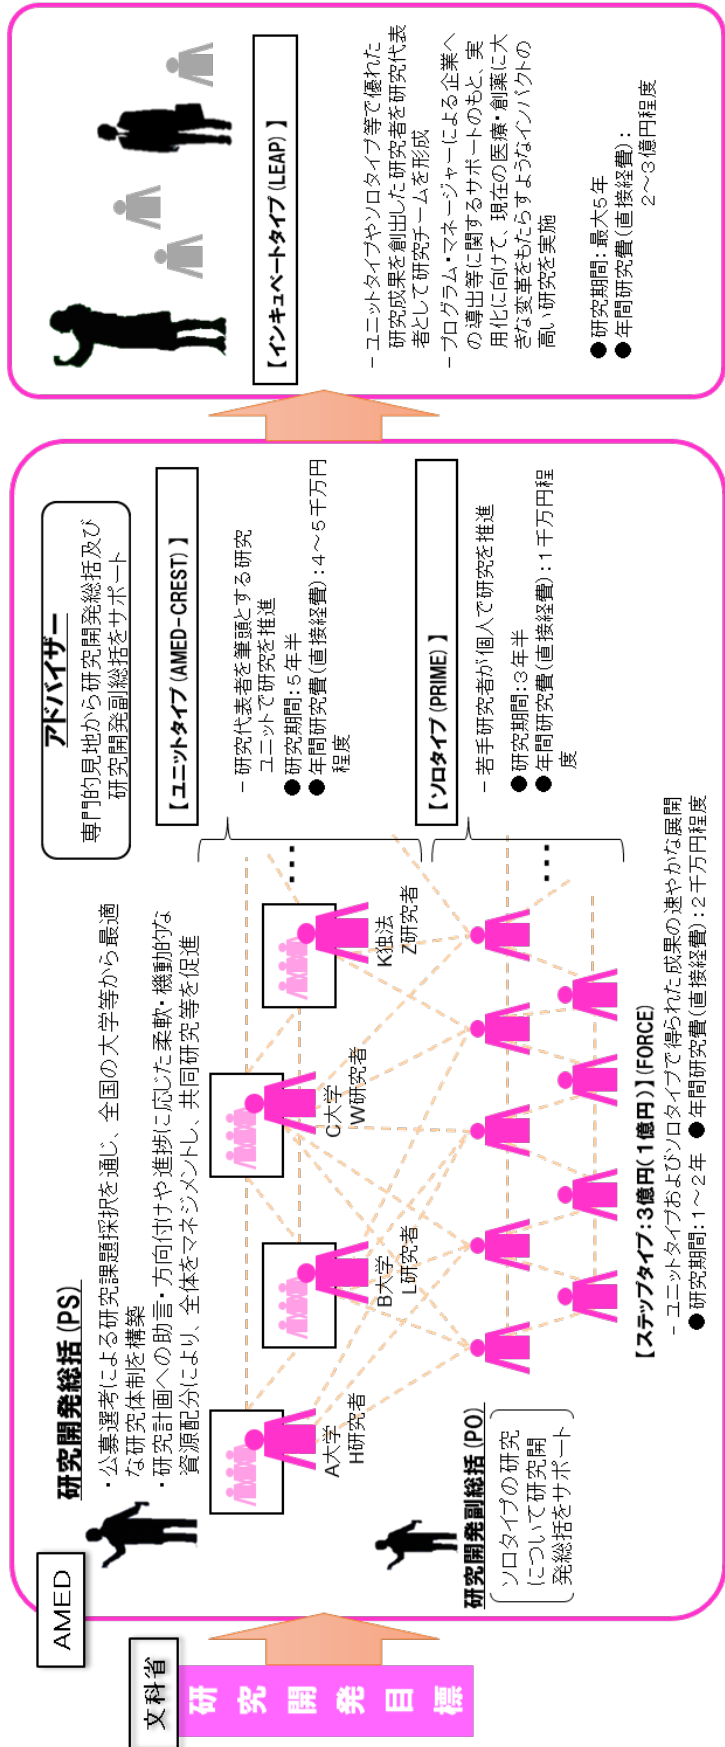 文科省
研究開発目標
AMED
研究開発総括(PS)
・公募選考による研究課題採択を通じ、全国の大学等から最適
な研究体制を構築
・研究計画への助言・方向付けや進捗に応じた柔軟・機動的な
資源配分により、全体をマネジメントし、共同研究等を促進
アドバイザー
専門的見地から研究開発総括及び
研究開発副総括をサポート
A大学
H研究者
B大学
L研究者
C大学
W研究者
K独法
Z研究者
…
【ユニットタイプ(AMED-CREST)】
－研究代表者を筆頭とする研究
ユニットで研究を推進
●研究期間:5年半
●年間研究費(直接経費):4～5千万円
程度
研究開発副総括(PO)
ソロタイプの研究
について研究開
発総括をサポート
…
【ソロタイプ(PRIME)】
－若手研究者が個人で研究を推進
●研究期間:3年半
●年間研究費(直接経費):1千万円程
度
【ステップタイプ:3億円(1億円)】(FORCE)
－ユニットタイプおよびソロタイプで得られた成果の速やかな展開
●研究期間:1～2年 ●年間研究費(直接経費):2千万円程度
【インキュベートタイプ(LEAP)】
－ユニットタイプやソロタイプ等で優れた
研究成果を創出した研究者を研究代表
者として研究チームを形成
－プログラム・マネージャーによる企業へ
の導出等に関するサポートのもと、実
用化に向けて、現在の医療・創薬に大
きな変革をもたらすようなインパクトの
高い研究を実施
●研究期間:最大5年
●年間研究費(直接経費):
2～3億円程度